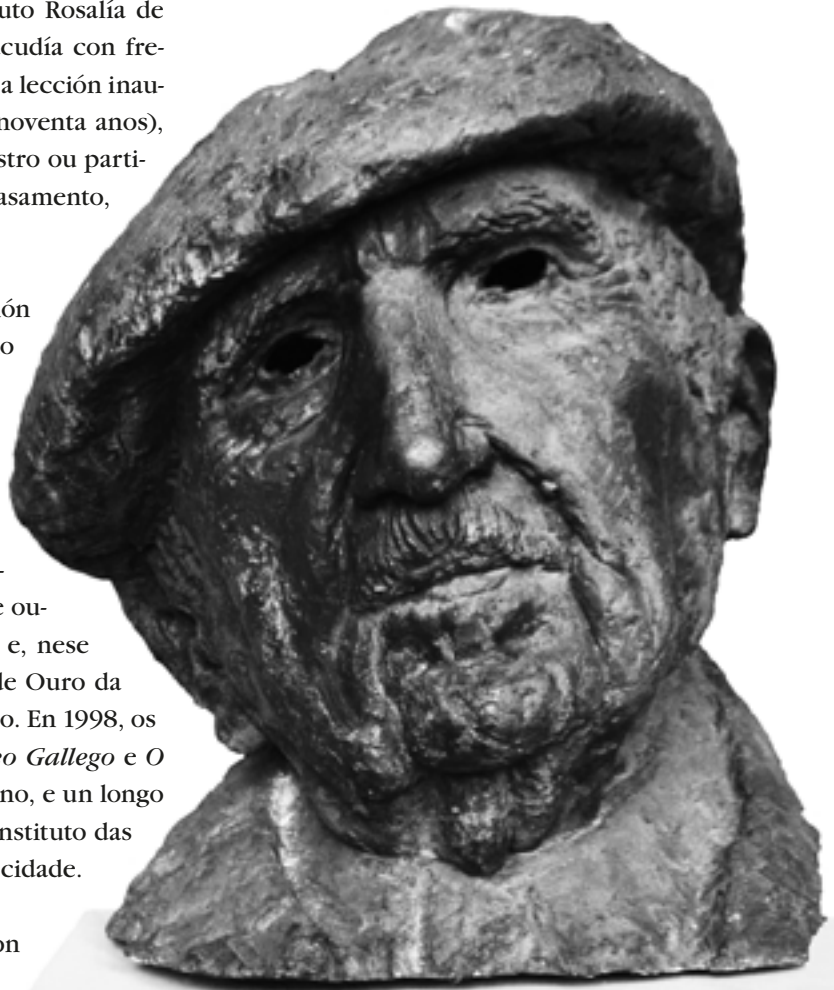 uto Rosalía de
cudía con fre-
a lección inau-
noventa anos),
stro ou parti-
asamento,
ón
o
-
e ou-
e, nese
de Ouro da
o. En 1998, os
eo Gallego e O
no, e un longo
nstituto das
cidade.
on